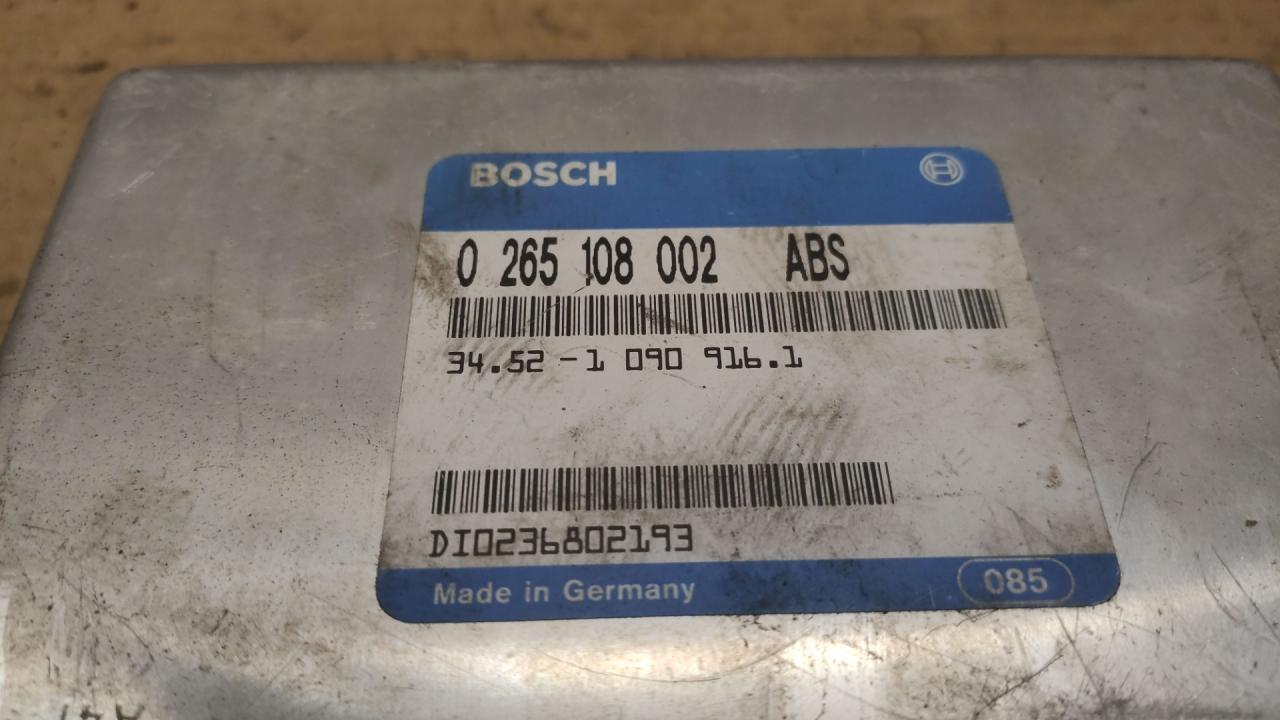 BOSCH
0 265 108 002 ABS
34.52-1 090 916.1
DI0236802193
Made in Germany 085